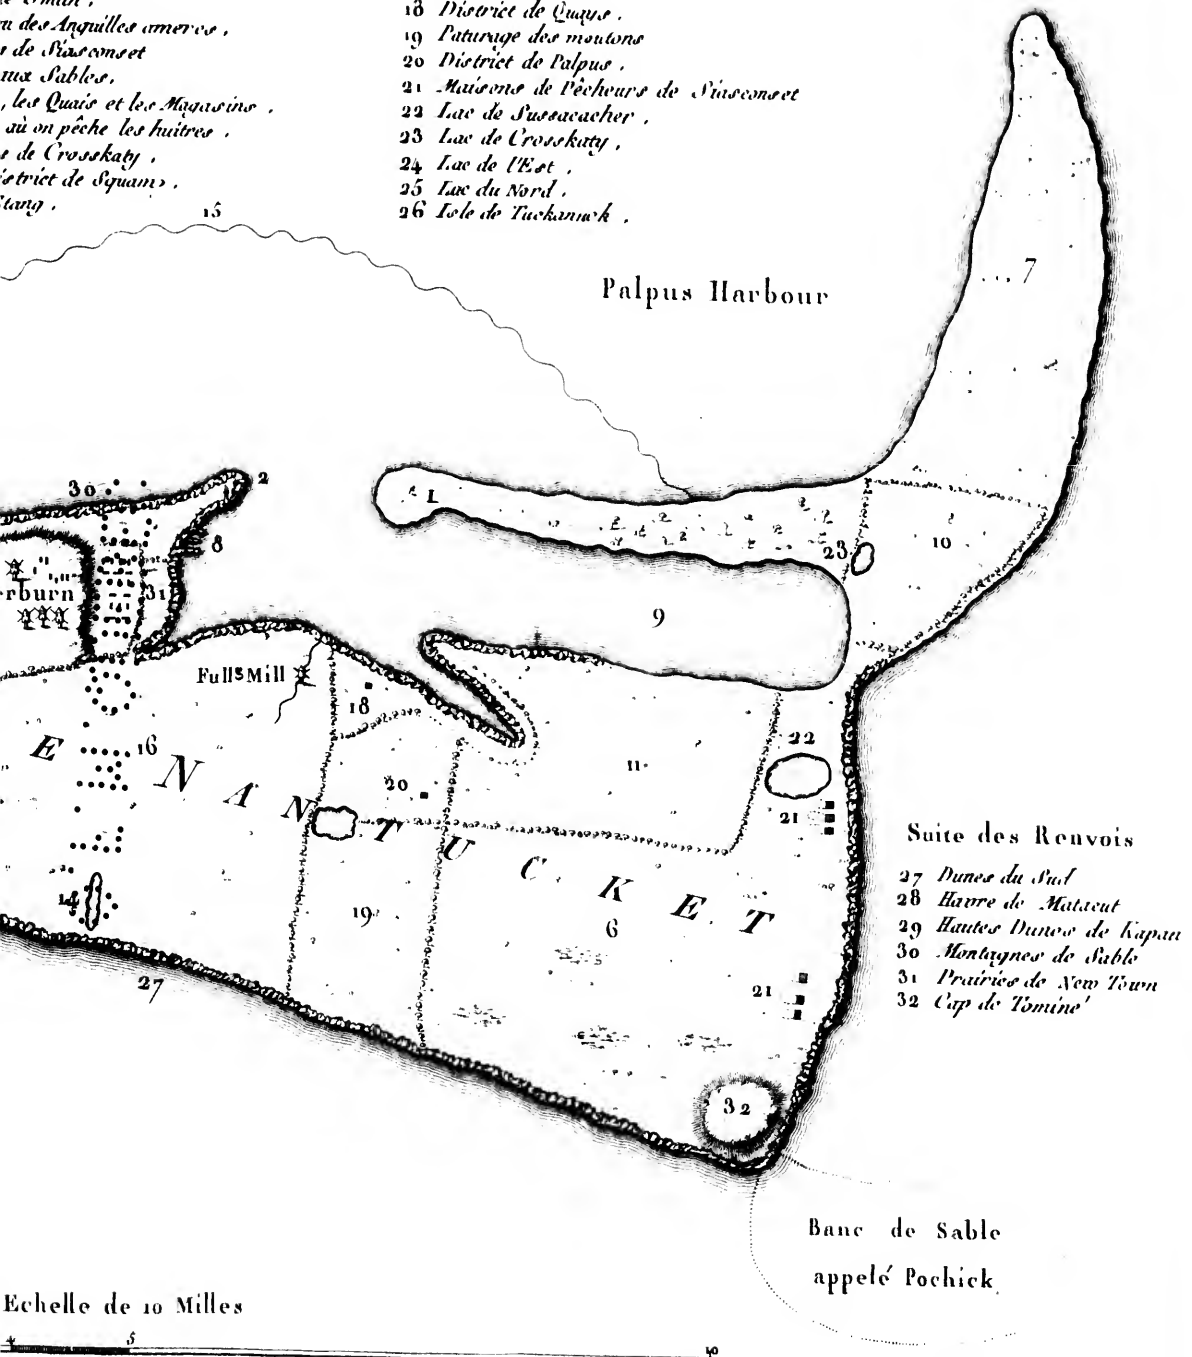 des Anguilles ameres.
de Siasconset
aux Sables.
, les Quais et les Magasins.
où on pêche les huitres.
de Crosskaty.
District de Squam.
Etang.
18 District de Quays.
19 Paturage des moutons
20 District de Palpus.
21 Maisons de Pêcheurs de Siasconset
22 Lac de Sussacacher.
23 Lac de Crosskaty.
24 Lac de l'Est.
25 Lac du Nord.
26 Isle de Tuckanuck.
15
Palpus Harbour
7
30
2
1
8
23
10
erburn
31
9
Fulls Mill
18
22
16
11
20
21
E NANTUCKET
14
19
6
27
21
32
Suite des Renvois
27 Dunes du Sud
28 Havre de Matacut
29 Hautes Dunes de Kapau
30 Montagnes de Sable
31 Prairies de New Town
32 Cap de Tominé
Banc de Sable
appelé Pochick
Echelle de 10 Milles
4 5 10